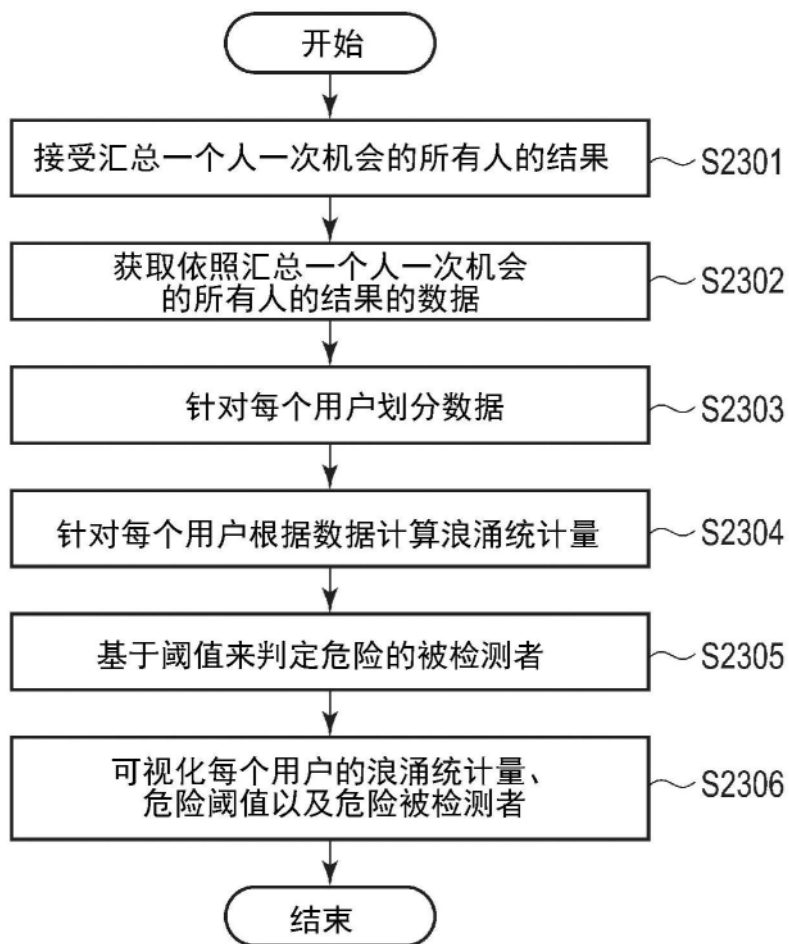 开始
接受汇总一个人一次机会的所有人的结果
S2301
获取依照汇总一个人一次机会
的所有人的结果的数据
S2302
针对每个用户划分数据
S2303
针对每个用户根据数据计算浪涌统计量
S2304
基于阈值来判定危险的被检测者
S2305
可视化每个用户的浪涌统计量、
危险阈值以及危险被检测者
S2306
结束